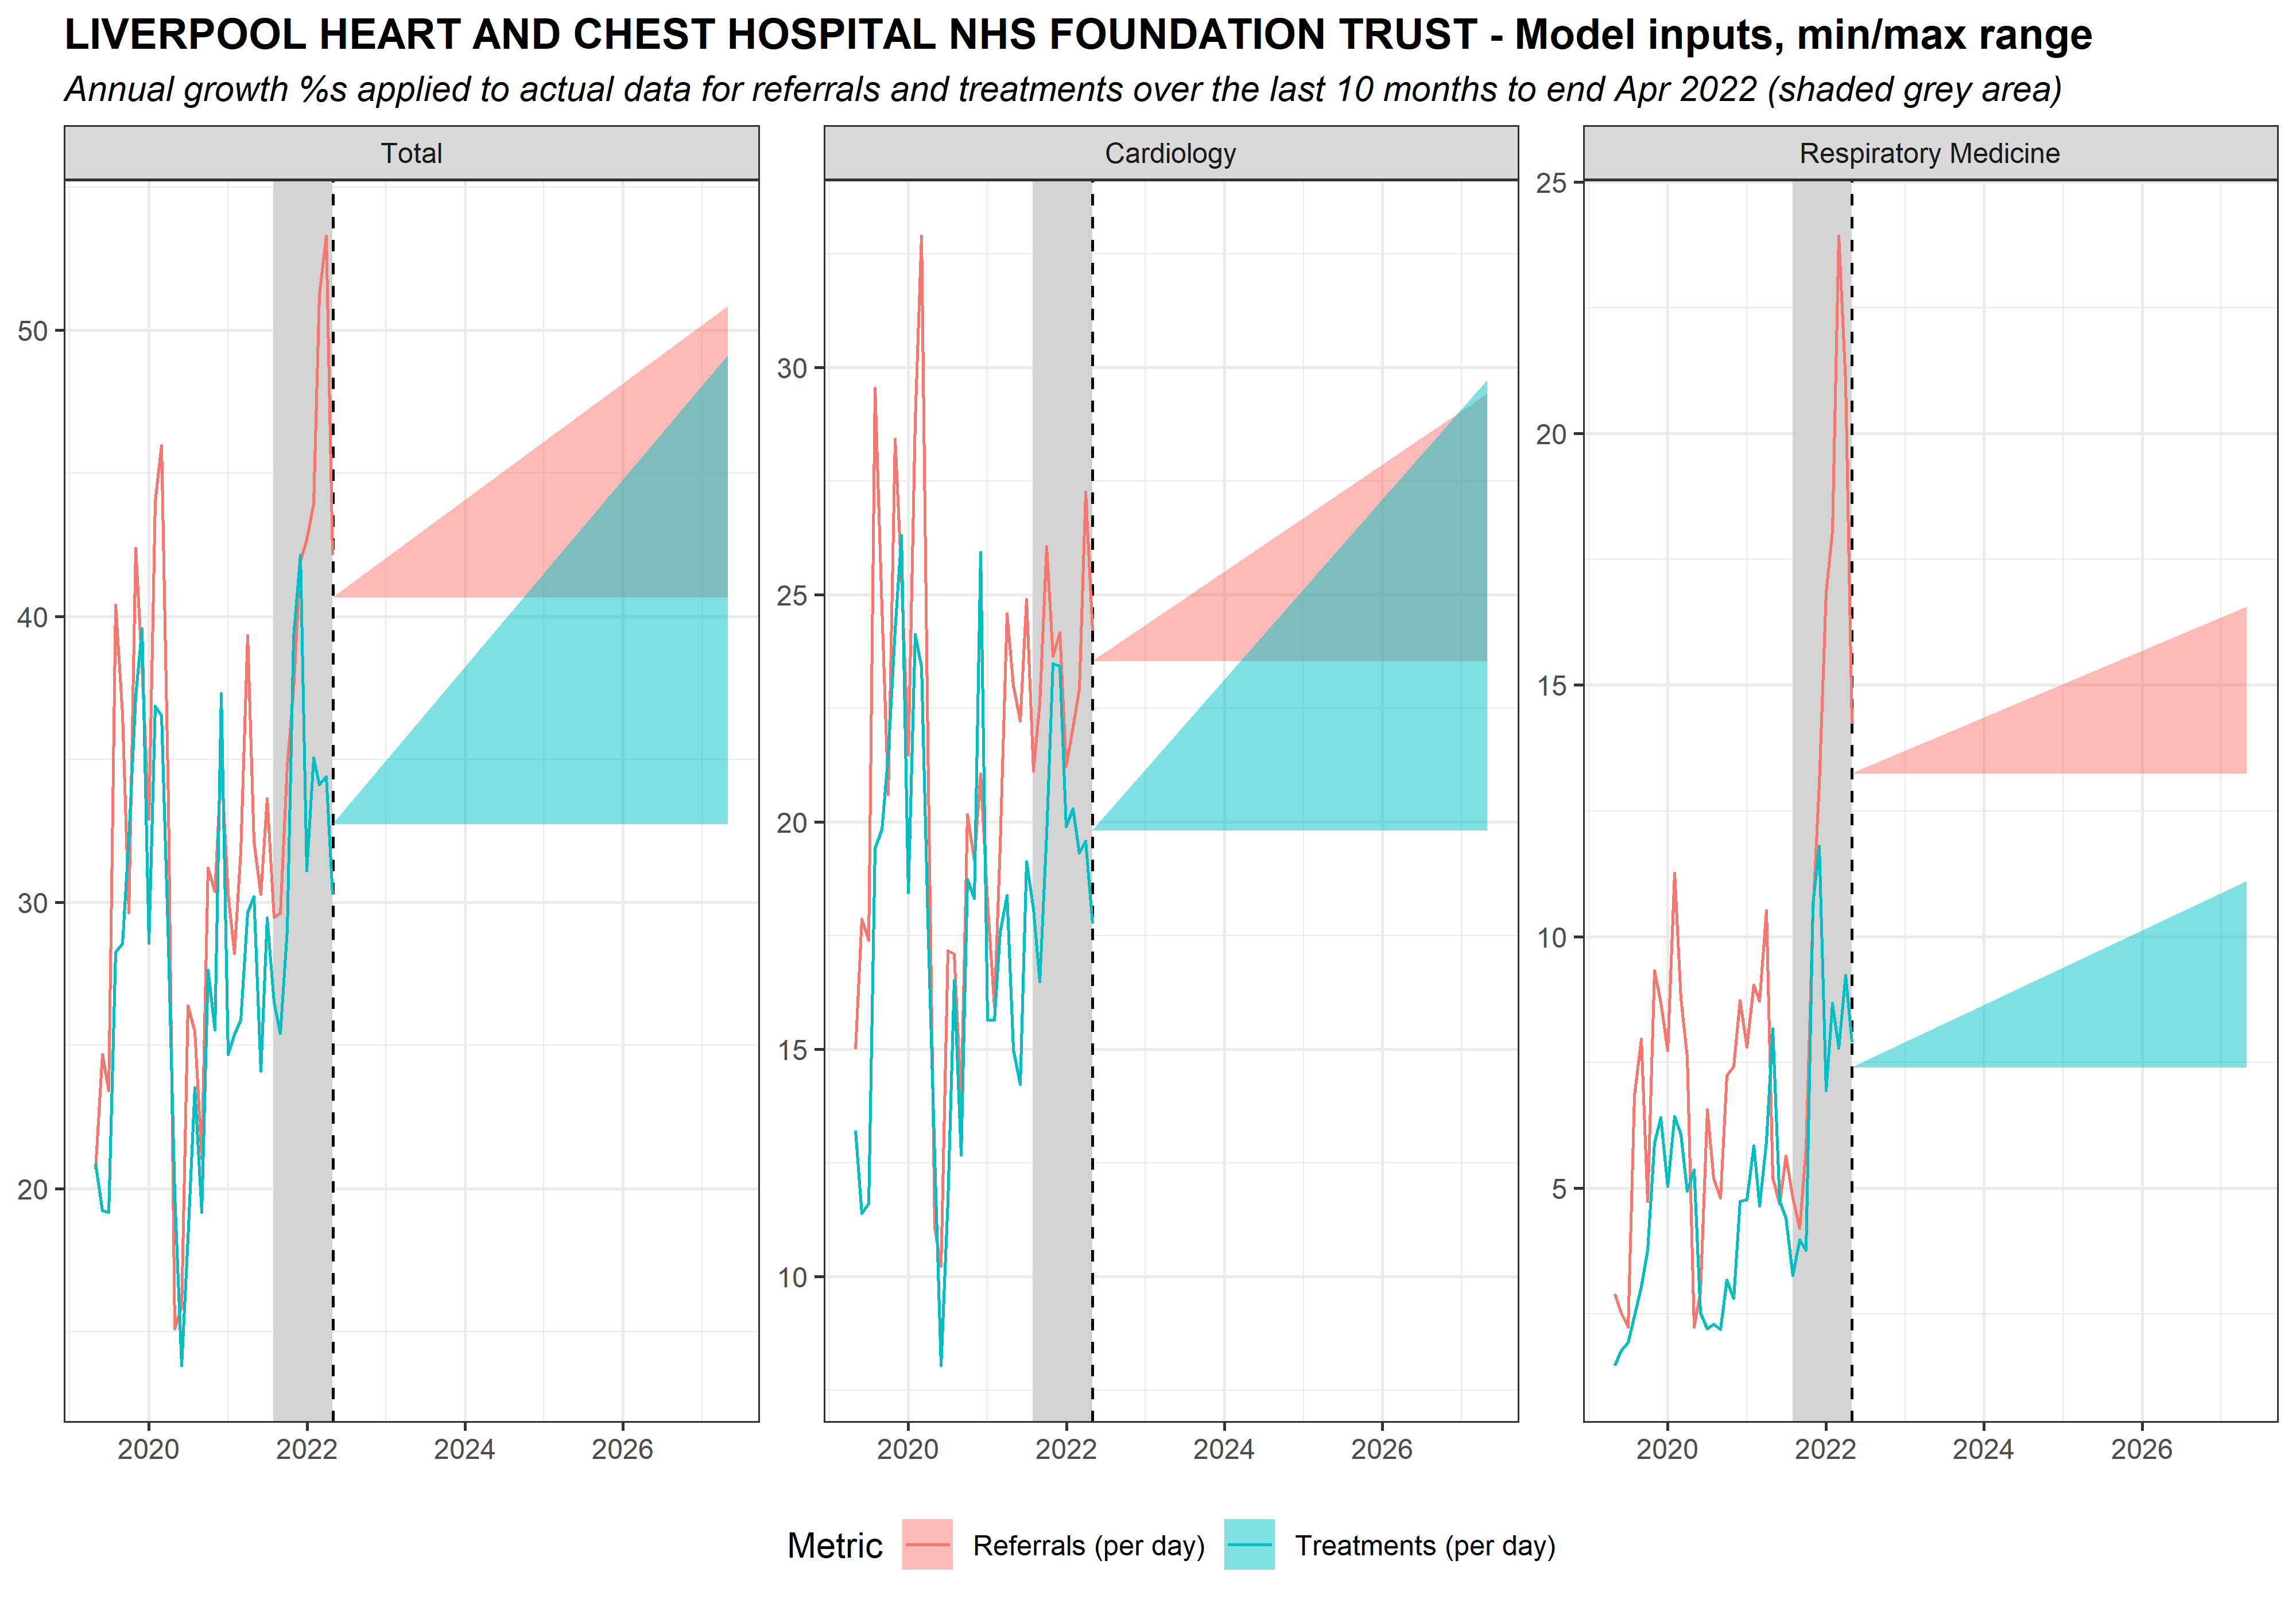 LIVERPOOL HEART AND CHEST HOSPITAL NHS FOUNDATION TRUST - Model inputs, min/max range
Annual growth %s applied to actual data for referrals and treatments over the last 10 months to end Apr 2022 (shaded grey area)
Total
Cardiology
Respiratory Medicine
50
40
30
20
30
25
20
15
10
25
20
15
10
5
2020 2022 2024 2026
2020 2022 2024 2026
2020 2022 2024 2026
Metric Referrals (per day) Treatments (per day)